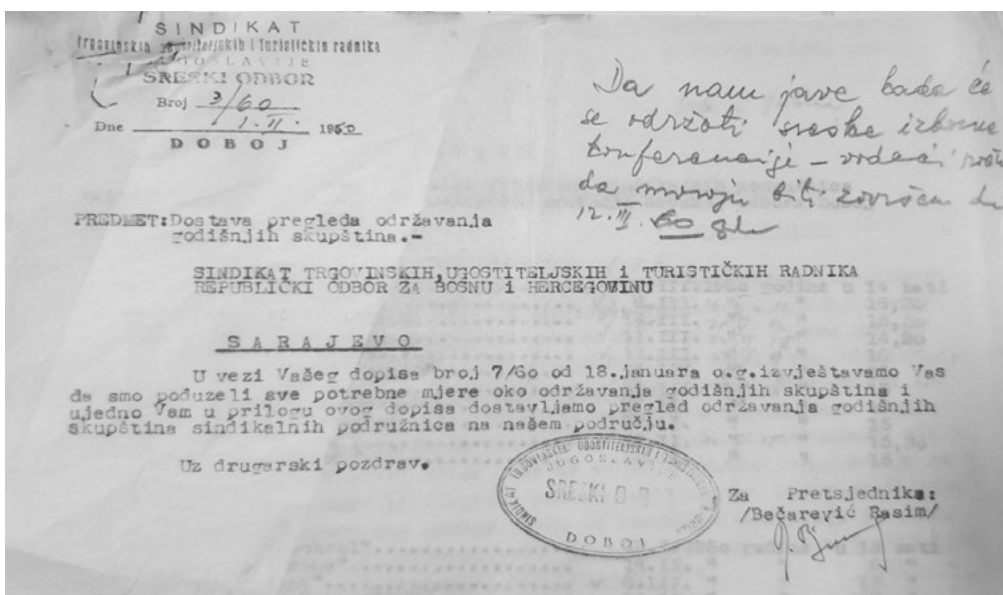 SINDIKAT
trgovinskih ugostiteljskih i turističkih radnika
JUGOSLAVIJE
SRESKI ODBOR
Broj 3/60
Dne 1.II. 1960
DOBOJ
Da nam jave kada će
se održati sreske izborne
konferencije –
da moraju biti završene do
12.III. 60
PREDMET:Dostava pregleda održavanja
godišnjih skupština.-
SINDIKAT TRGOVINSKIH,UGOSTITELJSKIH i TURISTIČKIH RADNIKA
REPUBLIČKI ODBOR ZA BOSNU i HERCEGOVINU
SARAJEVO
U vezi Vašeg dopisa broj 7/6o od 18.januara o.g.izvještavamo Vas
da smo poduzeli sve potrebne mjere oko održavanja godišnjih skupština i
ujedno Vam u prilogu ovog dopisa dostavljamo pregled održavanja godišnjih
skupština sindikalnih podružnica na našem području.
Uz drugarski pozdrav.
SINDIKAT TRGOVINSKIH UGOSTITELJSKIH I
JUGOSLAVIJE
SRESKI
DOBOJ
Za Pretsjednika:
/Bečarević Rasim/